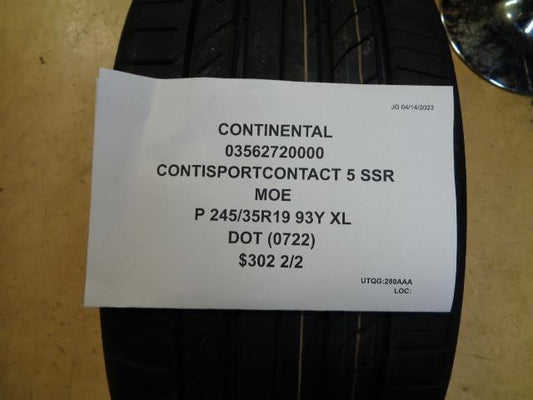 JG 04/14/2023
CONTINENTAL
03562720000
CONTISPORTCONTACT 5 SSR
MOE
P 245/35R19 93Y XL
DOT (0722)
$302 2/2
UTQG:280AAA
LOC: